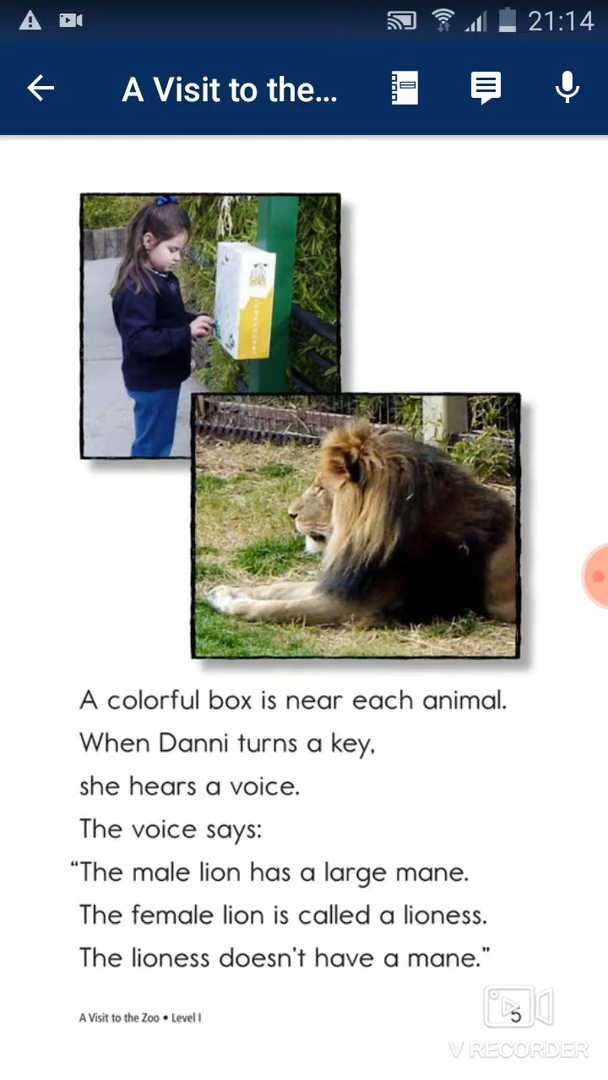 21:14
A Visit to the...
A colorful box is near each animal.
When Danni turns a key,
she hears a voice.
The voice says:
“The male lion has a large mane.
The female lion is called a lioness.
The lioness doesn't have a mane.”
A Visit to the Zoo • Level I
5
V RECORDER